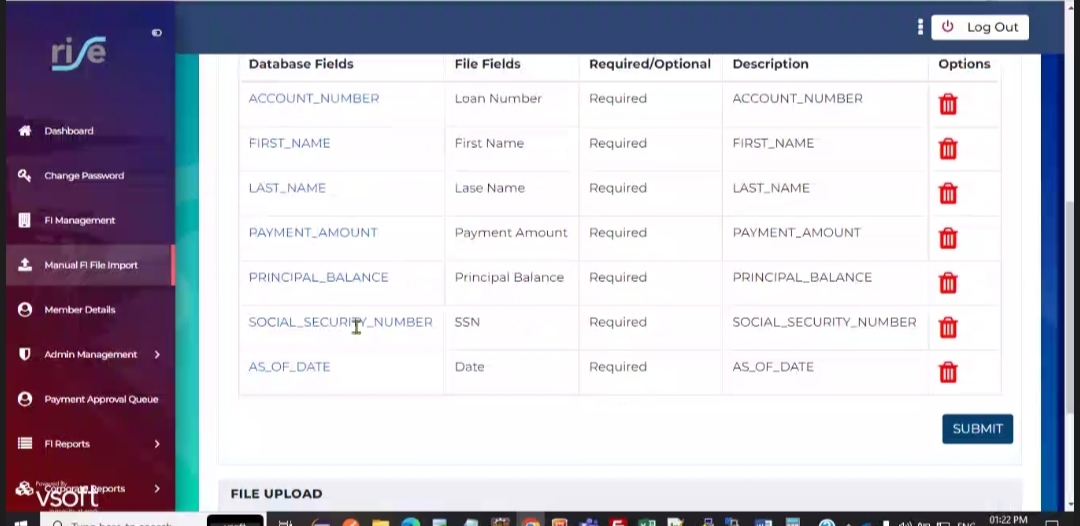 rise
Log Out
Dashboard
Change Password
FI Management
Manual FI File Import
Member Details
Admin Management
Payment Approval Queue
FI Reports
Corporate Reports
Powered By
vsoft
Database Fields File Fields Required/Optional Description Options
ACCOUNT_NUMBER Loan Number Required ACCOUNT_NUMBER
FIRST_NAME First Name Required FIRST_NAME
LAST_NAME Lase Name Required LAST_NAME
PAYMENT_AMOUNT Payment Amount Required PAYMENT_AMOUNT
PRINCIPAL_BALANCE Principal Balance Required PRINCIPAL_BALANCE
SOCIAL_SECURITY_NUMBER SSN Required SOCIAL_SECURITY_NUMBER
AS_OF_DATE Date Required AS_OF_DATE
SUBMIT
FILE UPLOAD
Type here to search
ENG
01:22 PM